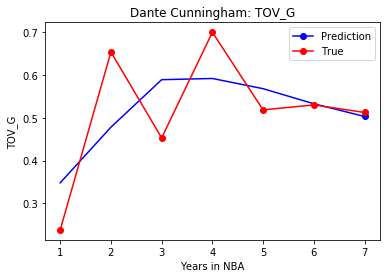 Dante Cunningham: TOV_G
Prediction
True
0.7
0.6
0.5
0.4
0.3
TOV_G
1 2 3 4 5 6 7
Years in NBA